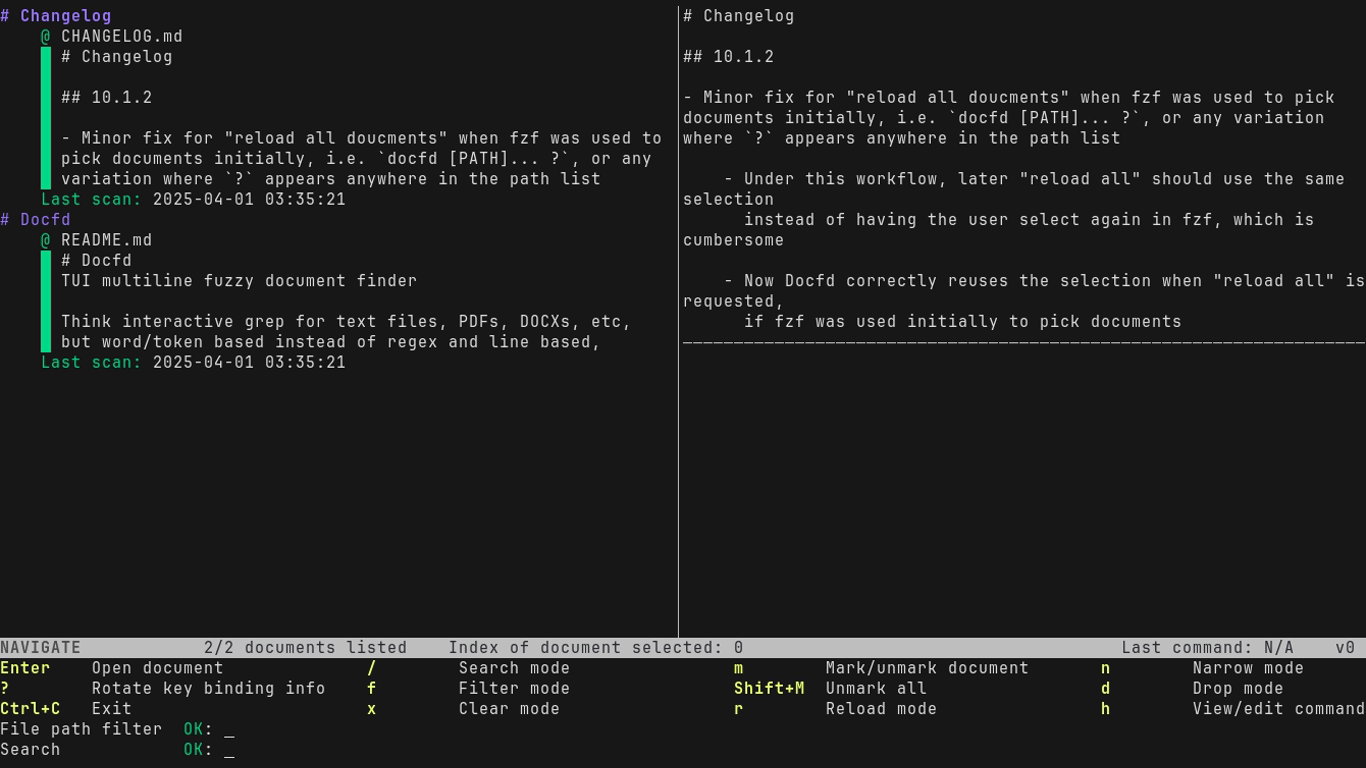 # Changelog
@ CHANGELOG.md
# Changelog
## 10.1.2
- Minor fix for "reload all doucments" when fzf was used to
pick documents initially, i.e. `docfd [PATH]... ?`, or any
variation where `?` appears anywhere in the path list
Last scan: 2025-04-01 03:35:21
# Docfd
@ README.md
# Docfd
TUI multiline fuzzy document finder
Think interactive grep for text files, PDFs, DOCXs, etc,
but word/token based instead of regex and line based,
Last scan: 2025-04-01 03:35:21
# Changelog
## 10.1.2
- Minor fix for "reload all doucments" when fzf was used to pick
documents initially, i.e. `docfd [PATH]... ?`, or any variation
where `?` appears anywhere in the path list
- Under this workflow, later "reload all" should use the same
selection
instead of having the user select again in fzf, which is
cumbersome
- Now Docfd correctly reuses the selection when "reload all" is
requested,
if fzf was used initially to pick documents
NAVIGATE 2/2 documents listed Index of document selected: 0 Last command: N/A v0
Enter Open document / Search mode m Mark/unmark document n Narrow mode
? Rotate key binding info f Filter mode Shift+M Unmark all d Drop mode
Ctrl+C Exit x Clear mode r Reload mode h View/edit command
File path filter OK: _
Search OK: _